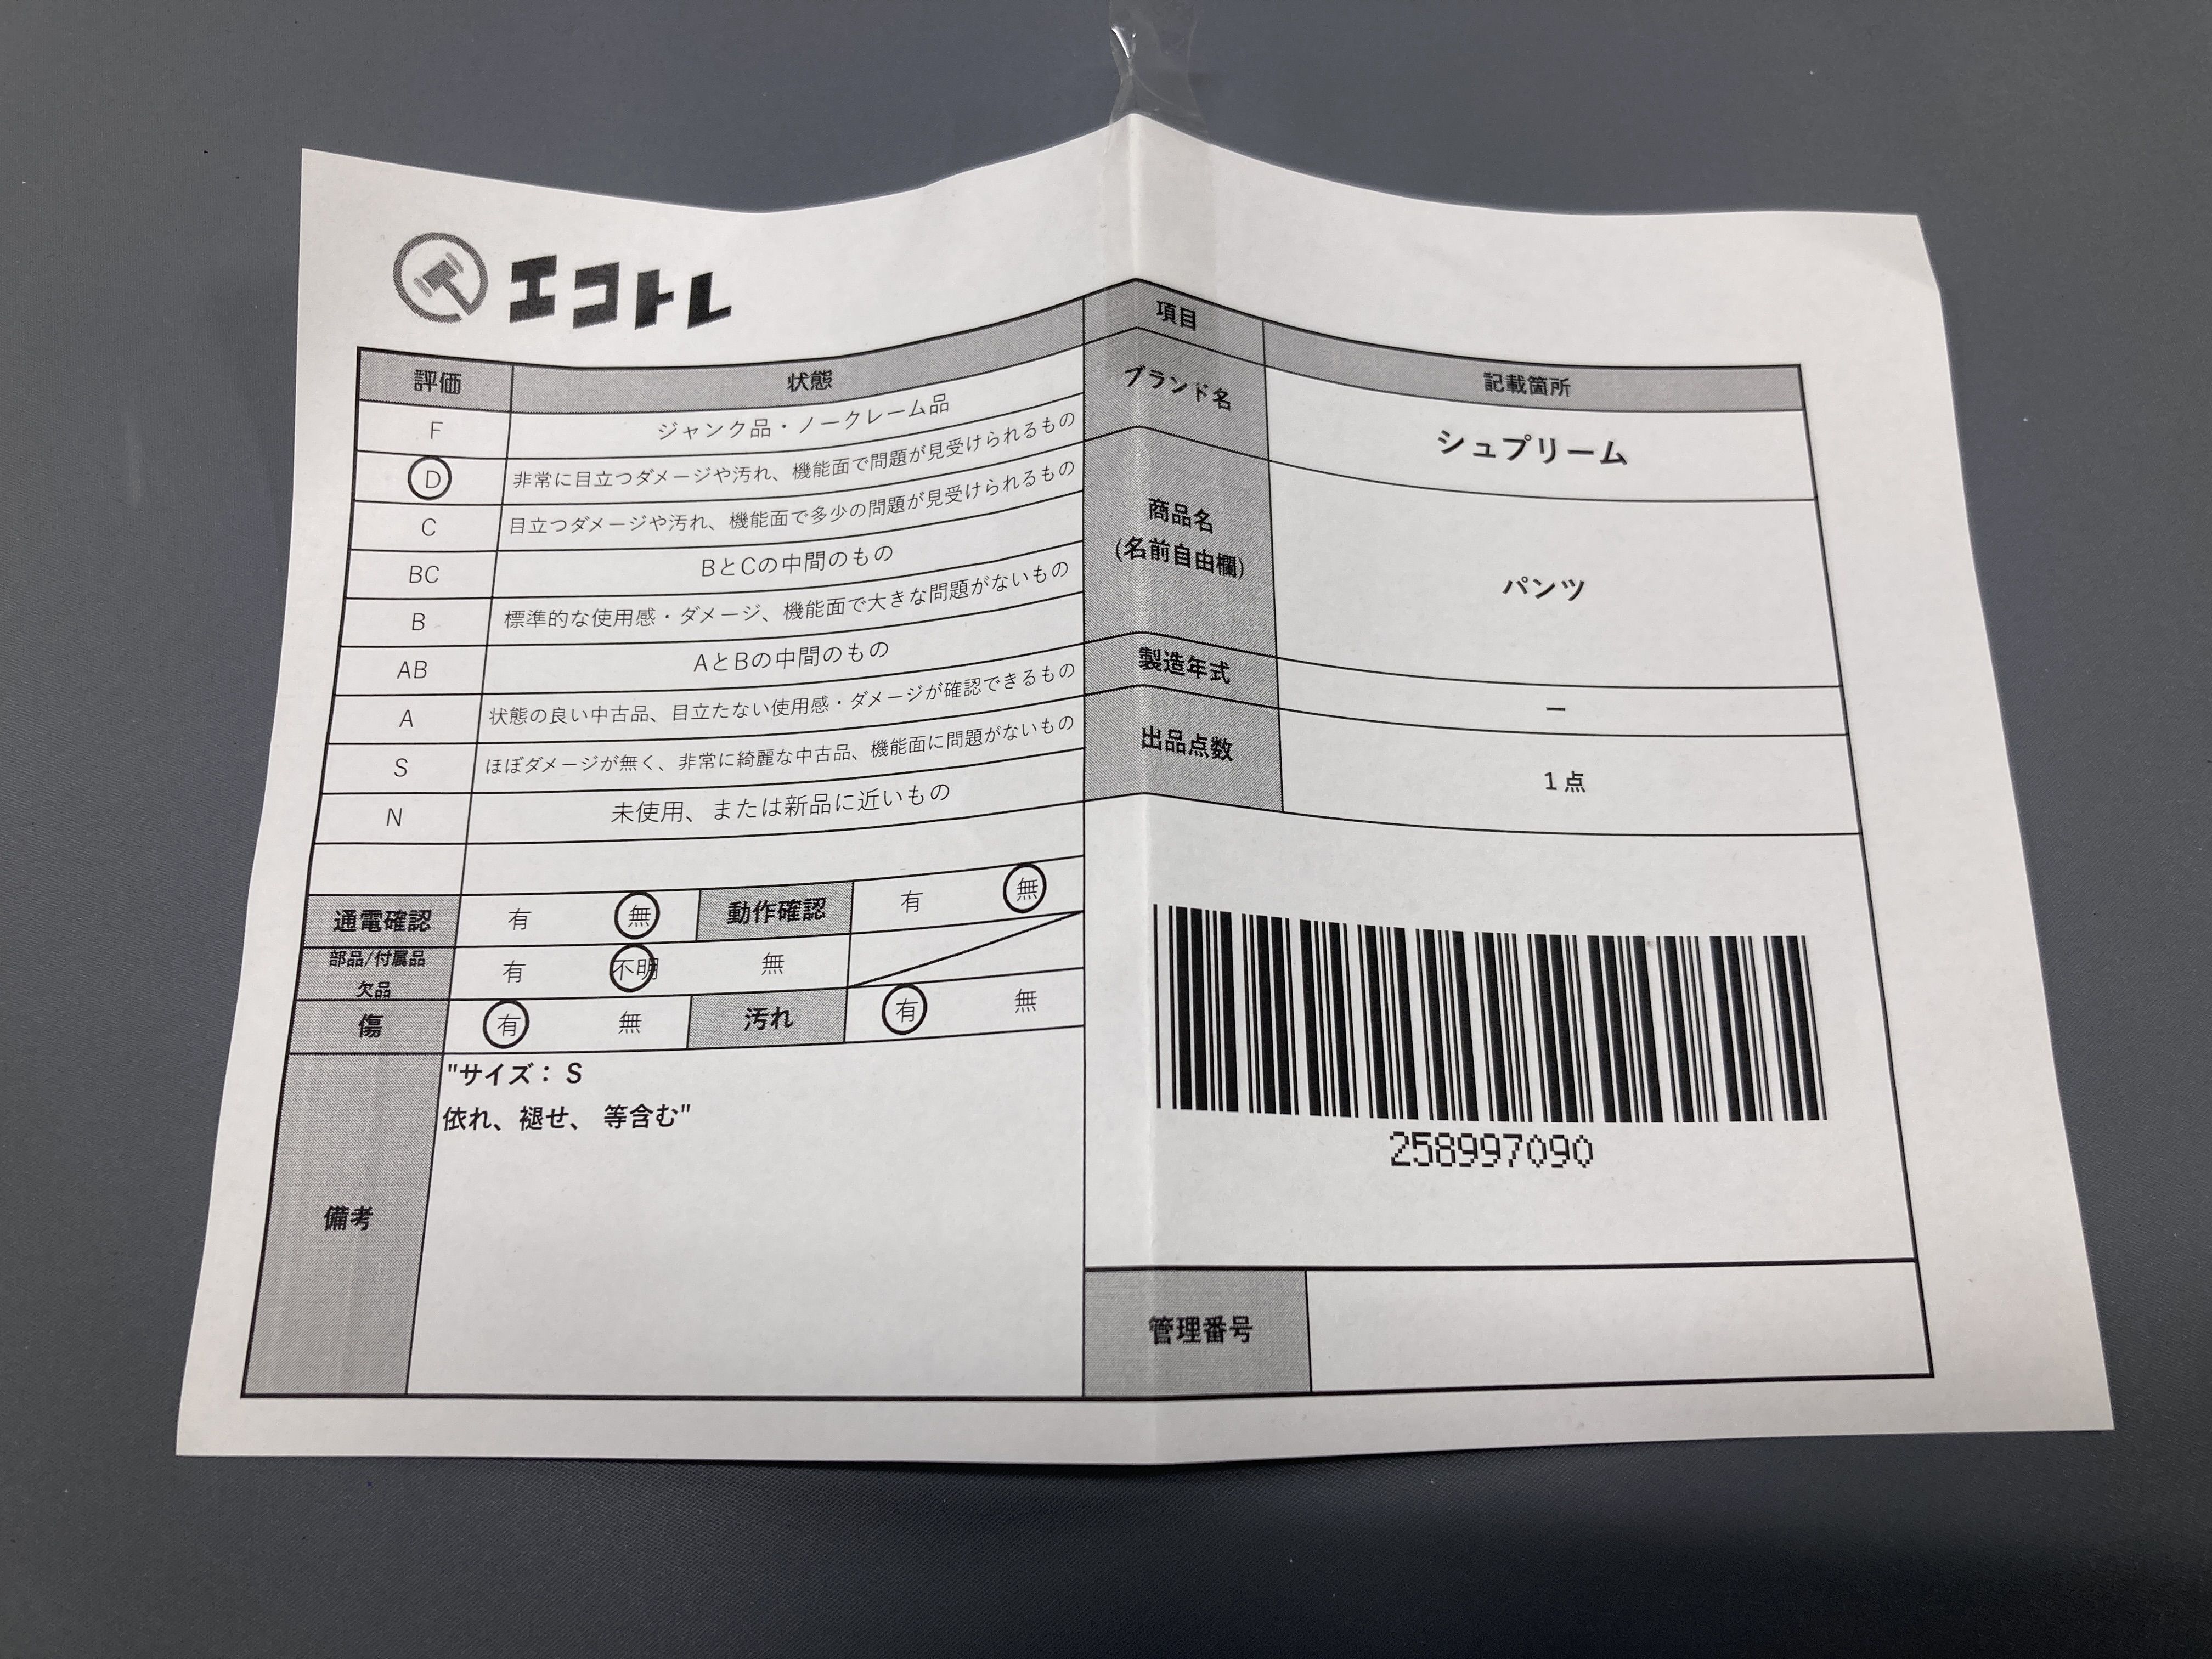 エコトレ
評価 状態
F ジャンク品・ノークレーム品
D 非常に目立つダメージや汚れ、機能面で問題が見受けられるもの
C 目立つダメージや汚れ、機能面で多少の問題が見受けられるもの
BC BとCの中間のもの
B 標準的な使用感・ダメージ、機能面で大きな問題がないもの
AB AとBの中間のもの
A 状態の良い中古品、目立たない使用感・ダメージが確認できるもの
S ほぼダメージが無く、非常に綺麗な中古品、機能面に問題がないもの
N 未使用、または新品に近いもの
通電確認 有 無 動作確認 有 無
部品/付属品
欠品 有 不明 無
傷 有 無 汚れ 有 無
備考
"サイズ： S
依れ、褪せ、 等含む"
項目 記載箇所
ブランド名 シュプリーム
商品名
(名前自由欄) パンツ
製造年式 ー
出品点数 1 点
258997090
管理番号